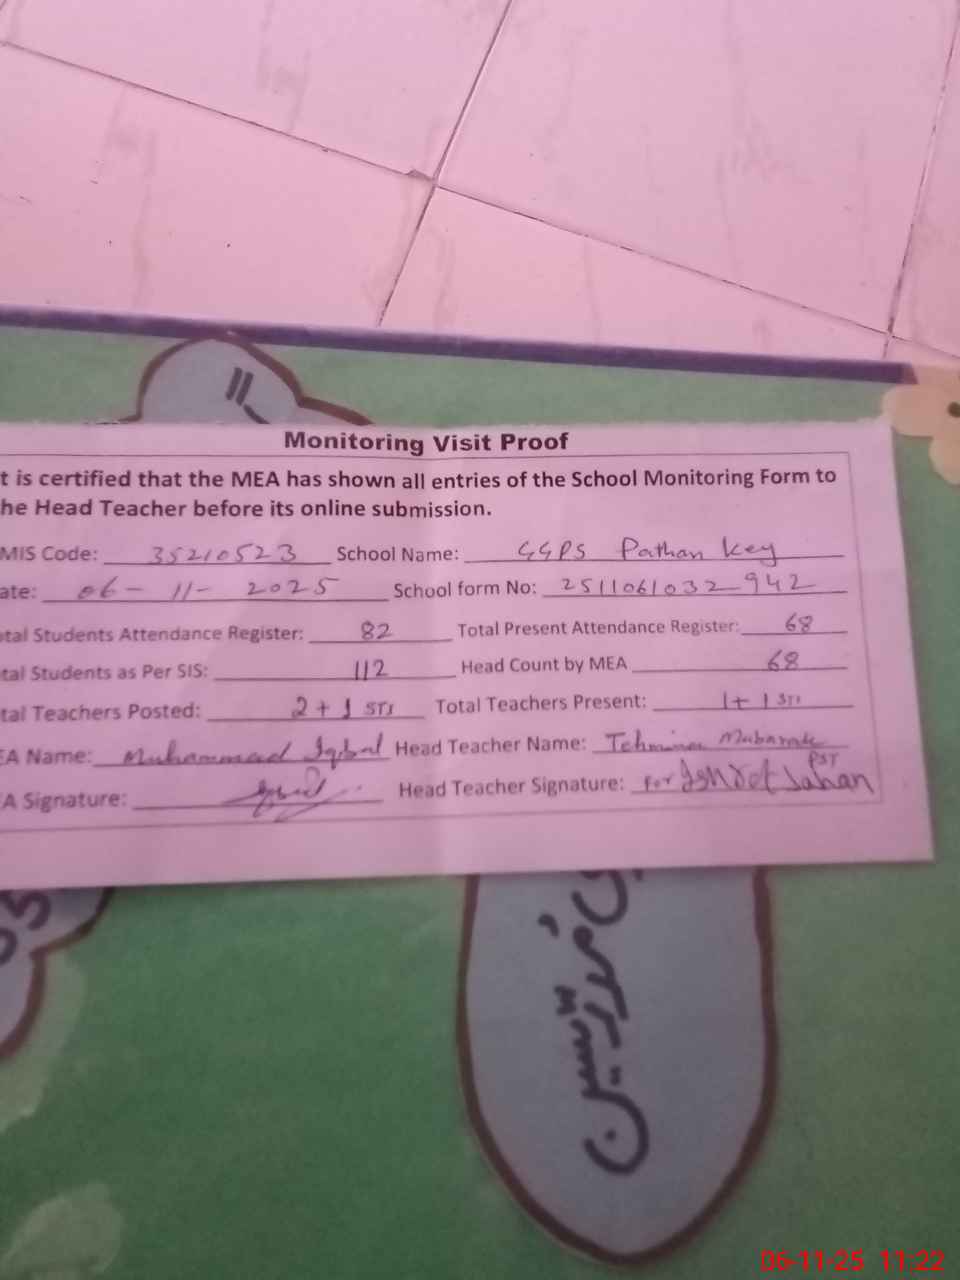 Monitoring Visit Proof
t is certified that the MEA has shown all entries of the School Monitoring Form to
he Head Teacher before its online submission.
MIS Code: 35210523 School Name: GGPS Pathan Key
ate: 06-11-2025 School form No: 2511061032942
otal Students Attendance Register: 82 Total Present Attendance Register: 68
tal Students as Per SIS: 112 Head Count by MEA 68
tal Teachers Posted: 2+1 STI Total Teachers Present: 1+1 STI
EA Name: Muhammad Iqbal Head Teacher Name: Tehmina Mubarak
A Signature: Iqbal Head Teacher Signature: for Ishrat Jahan PST
مدرسین
06-11-25 11:22